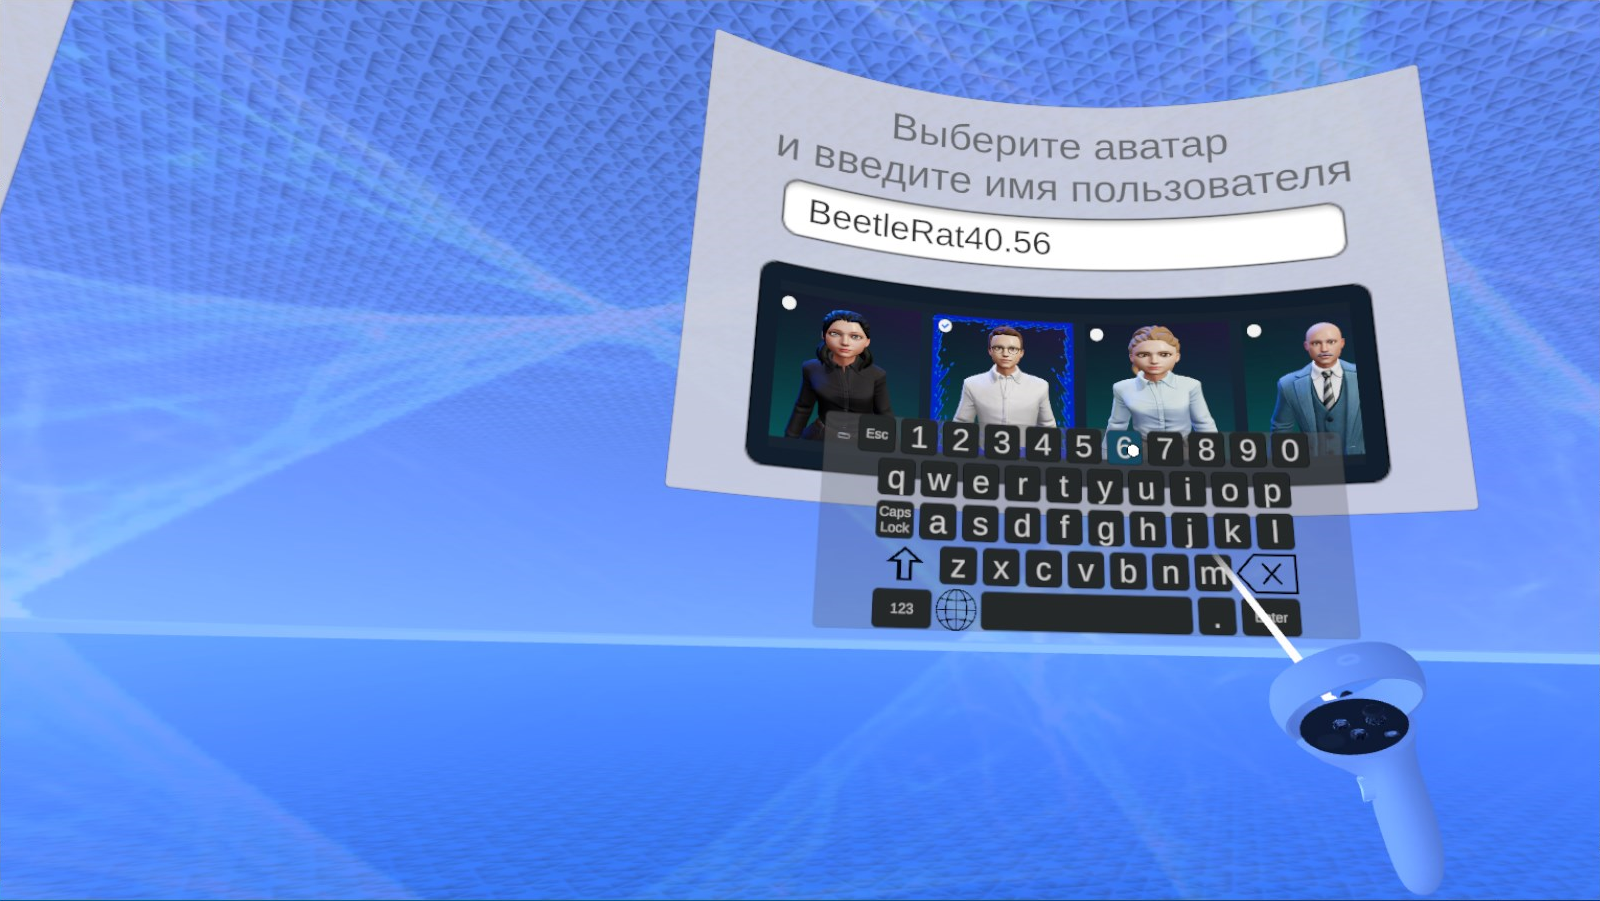 Выберите аватар
и введите имя пользователя
BeetleRat40.56
Esc 1 2 3 4 5 6 7 8 9 0
q w e r t y u i o p
Caps Lock a s d f g h j k l
z x c v b n m X
123 . Enter